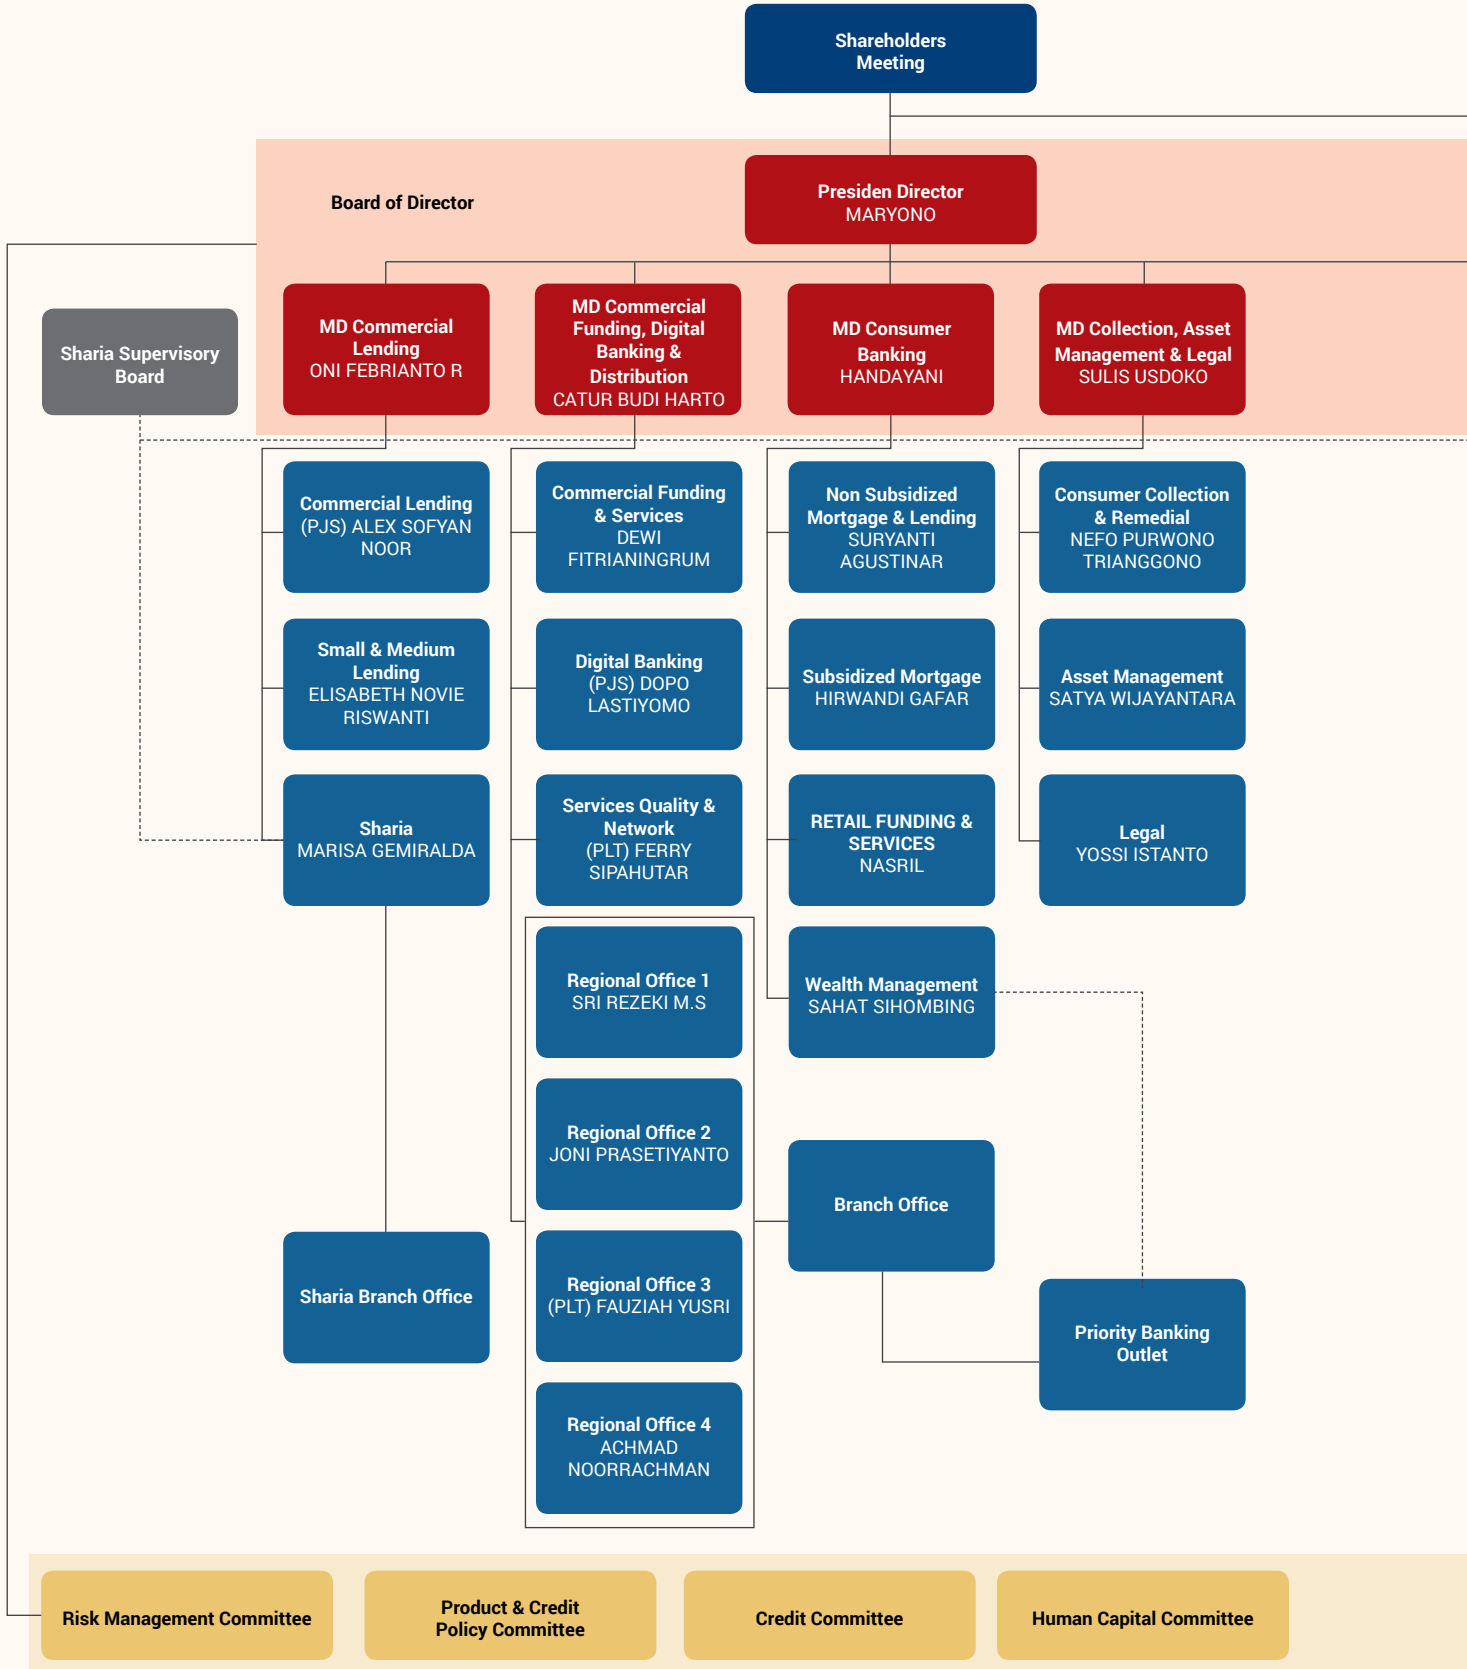 Shareholders
Meeting
Board of Director
Presiden Director
MARYONO
Sharia Supervisory
Board
MD Commercial
Lending
ONI FEBRIANTO R
MD Commercial
Funding, Digital
Banking &
Distribution
CATUR BUDI HARTO
MD Consumer
Banking
HANDAYANI
MD Collection, Asset
Management & Legal
SULIS USDOKO
Commercial Lending
(PJS) ALEX SOFYAN
NOOR
Commercial Funding
& Services
DEWI
FITRIANINGRUM
Non Subsidized
Mortgage & Lending
SURYANTI
AGUSTINAR
Consumer Collection
& Remedial
NEFO PURWONO
TRIANGGONO
Small & Medium
Lending
ELISABETH NOVIE
RISWANTI
Digital Banking
(PJS) DOPO
LASTIYOMO
Subsidized Mortgage
HIRWANDI GAFAR
Asset Management
SATYA WIJAYANTARA
Sharia
MARISA GEMIRALDA
Services Quality &
Network
(PLT) FERRY
SIPAHUTAR
RETAIL FUNDING &
SERVICES
NASRIL
Legal
YOSSI ISTANTO
Regional Office 1
SRI REZEKI M.S
Wealth Management
SAHAT SIHOMBING
Regional Office 2
JONI PRASETIYANTO
Branch Office
Sharia Branch Office
Regional Office 3
(PLT) FAUZIAH YUSRI
Priority Banking
Outlet
Regional Office 4
ACHMAD
NOORRACHMAN
Risk Management Committee
Product & Credit
Policy Committee
Credit Committee
Human Capital Committee